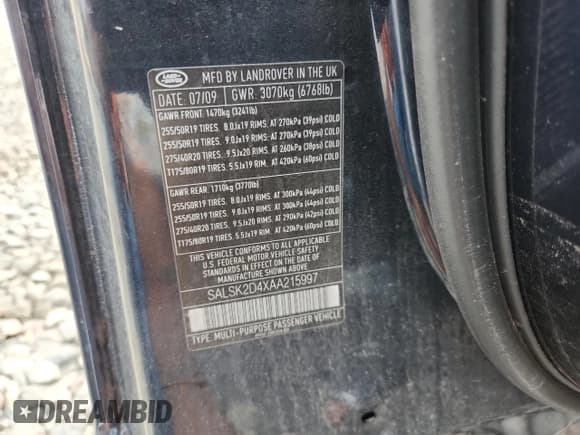 LAND ROVER
MFD BY LANDROVER IN THE UK
DATE: 07/09 GWR: 3070kg (6768lb)
GAWR FRONT: 1470kg (3241lb)
255/50R19 TIRES. 8.0Jx19 RIMS. AT 270kPa (39psi) COLD
255/50R19 TIRES. 9.0Jx19 RIMS. AT 270kPa (39psi) COLD
275/40R20 TIRES. 9.5Jx20 RIMS. AT 260kPa (38psi) COLD
T175/80R19 TIRES. 5.5Jx19 RIM. AT 420kPa (60psi) COLD
GAWR REAR: 1710kg (3770lb)
255/50R19 TIRES. 8.0Jx19 RIMS. AT 300kPa (44psi) COLD
255/50R19 TIRES. 9.0Jx19 RIMS. AT 300kPa (44psi) COLD
275/40R20 TIRES. 9.5Jx20 RIMS. AT 290kPa (42psi) COLD
T175/80R19 TIRES. 5.5Jx19 RIM. AT 420kPa (60psi) COLD
THIS VEHICLE CONFORMS TO ALL APPLICABLE
U.S. FEDERAL MOTOR VEHICLE SAFETY
STANDARDS IN EFFECT ON THE DATE OF
MANUFACTURE SHOWN ABOVE
SALSK2D4XAA215997
TYPE: MULTI-PURPOSE PASSENGER VEHICLE
DREAMBID